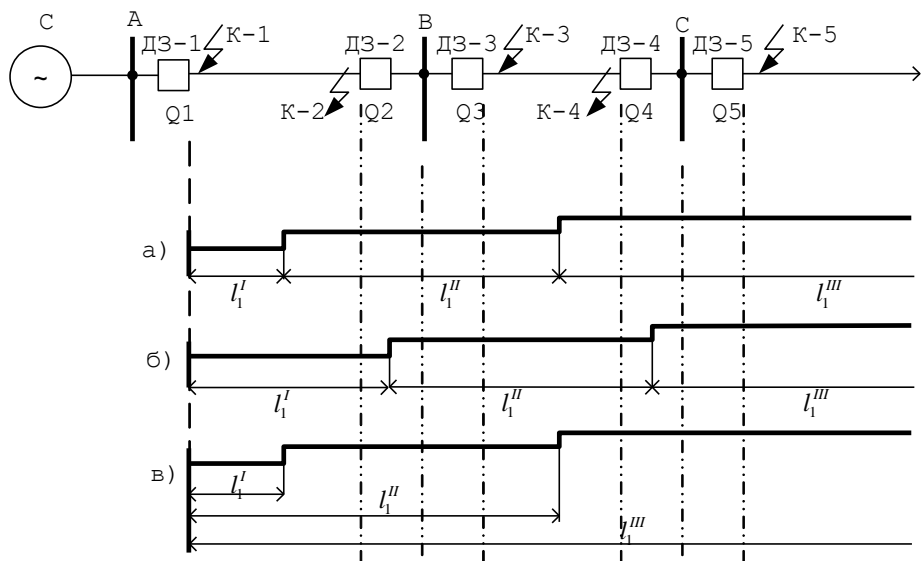 С А В С
ДЗ-1 К-1 ДЗ-2 ДЗ-3 К-3 ДЗ-4 ДЗ-5 К-5
~
Q1 К-2 Q2 Q3 К-4 Q4 Q5
а)
l₁ᴵ l₁ᴵᴵ l₁ᴵᴵᴵ
б)
l₁ᴵ l₁ᴵᴵ l₁ᴵᴵᴵ
в)
l₁ᴵ
l₁ᴵᴵ
l₁ᴵᴵᴵ